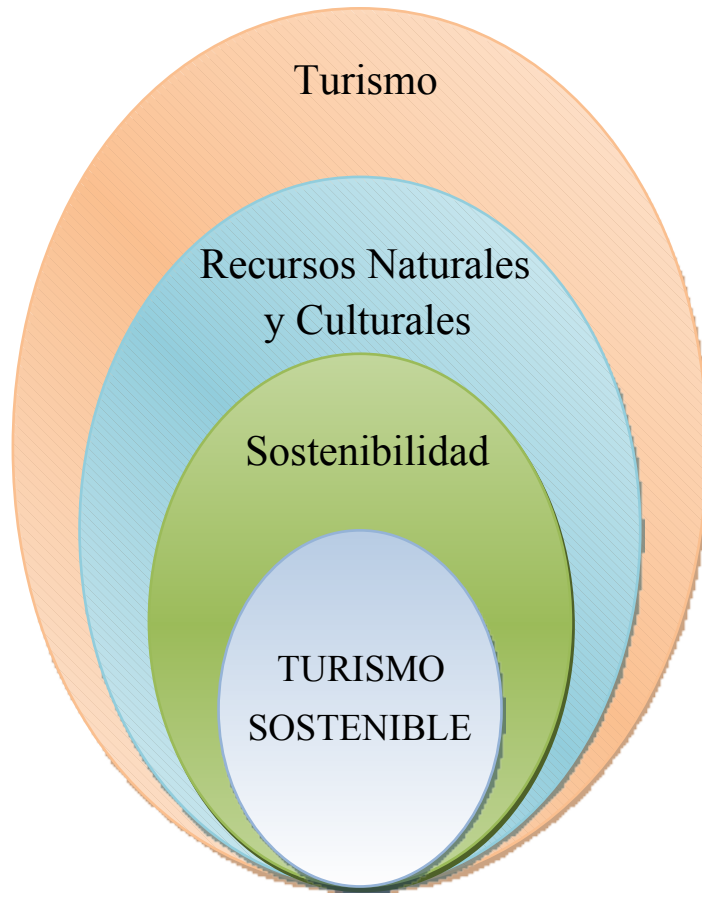 Turismo
Recursos Naturales
y Culturales
Sostenibilidad
TURISMO
SOSTENIBLE